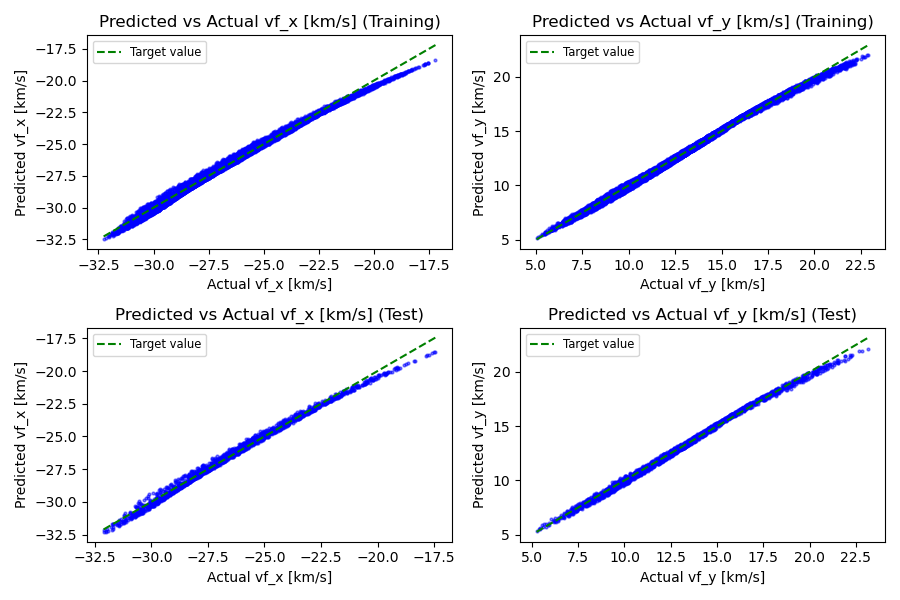 Predicted vs Actual vf_x [km/s] (Training)
Predicted vf_x [km/s]
−17.5
−20.0
−22.5
−25.0
−27.5
−30.0
−32.5
Target value
−32.5 −30.0 −27.5 −25.0 −22.5 −20.0 −17.5
Actual vf_x [km/s]
Predicted vs Actual vf_y [km/s] (Training)
Predicted vf_y [km/s]
20
15
10
5
Target value
5.0 7.5 10.0 12.5 15.0 17.5 20.0 22.5
Actual vf_y [km/s]
Predicted vs Actual vf_x [km/s] (Test)
Predicted vf_x [km/s]
−17.5
−20.0
−22.5
−25.0
−27.5
−30.0
−32.5
Target value
−32.5 −30.0 −27.5 −25.0 −22.5 −20.0 −17.5
Actual vf_x [km/s]
Predicted vs Actual vf_y [km/s] (Test)
Predicted vf_y [km/s]
20
15
10
5
Target value
5.0 7.5 10.0 12.5 15.0 17.5 20.0 22.5
Actual vf_y [km/s]